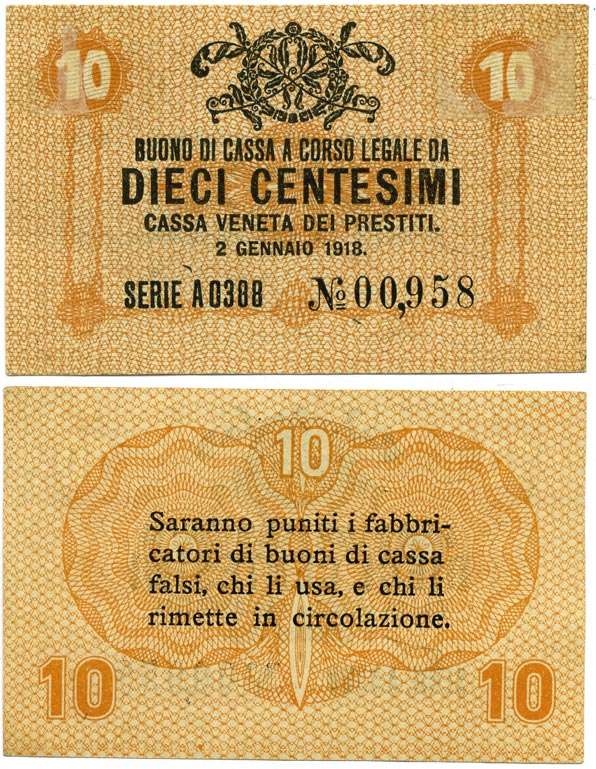 10 10
BUONO DI CASSA A CORSO LEGALE DA
DIECI CENTESIMI
CASSA VENETA DEI PRESTITI.
2 GENNAIO 1918.
SERIE A 0388 № 00,958
10
Saranno puniti i fabbri-
catori di buoni di cassa
falsi, chi li usa, e chi li
rimette in circolazione.
10 10